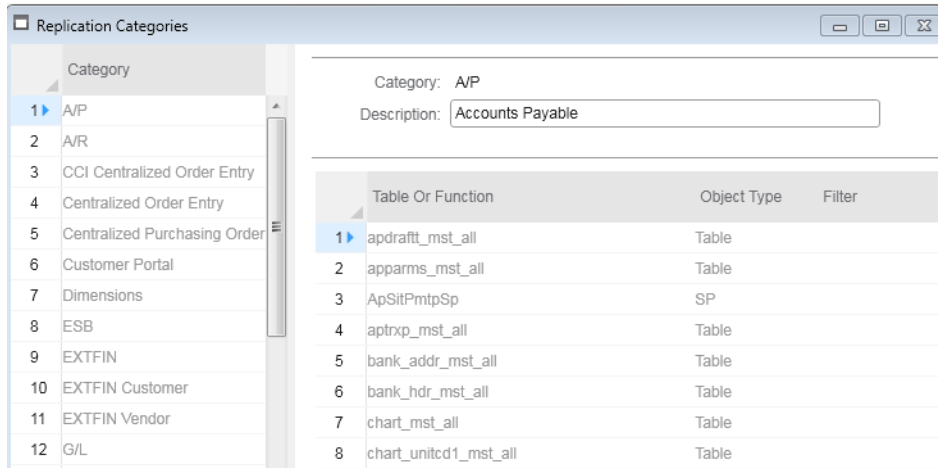 Replication Categories
Category
1 A/P
2 A/R
3 CCI Centralized Order Entry
4 Centralized Order Entry
5 Centralized Purchasing Order
6 Customer Portal
7 Dimensions
8 ESB
9 EXTFIN
10 EXTFIN Customer
11 EXTFIN Vendor
12 G/L
Category: A/P
Description: Accounts Payable
Table Or Function Object Type Filter
1 apdraftt_mst_all Table
2 apparms_mst_all Table
3 ApSitPmtpSp SP
4 aptrxp_mst_all Table
5 bank_addr_mst_all Table
6 bank_hdr_mst_all Table
7 chart_mst_all Table
8 chart_unitcd1_mst_all Table